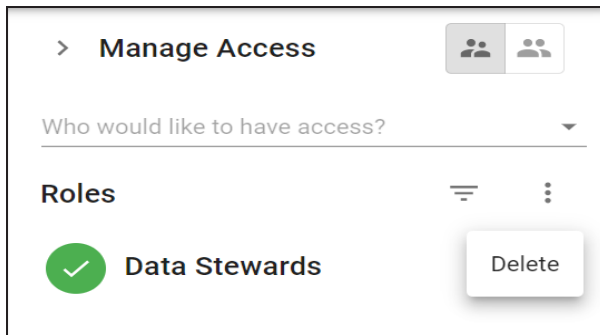 Manage Access
Who would like to have access?
Roles
Data Stewards
Delete